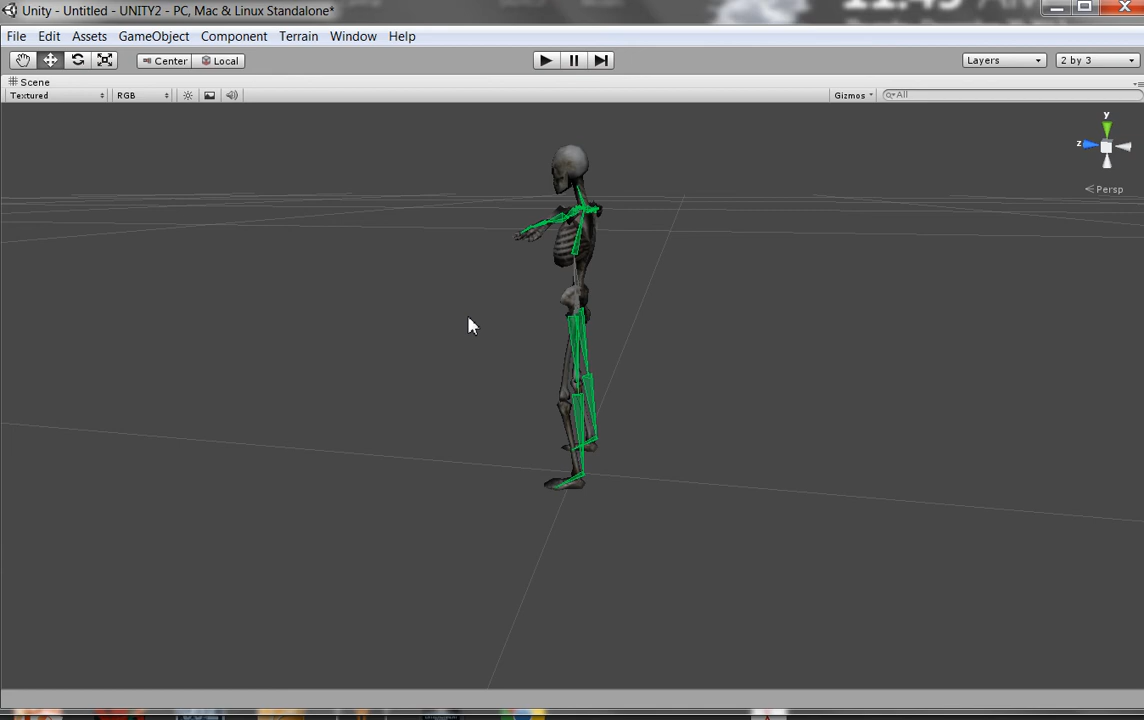 Unity - Untitled - UNITY2 - PC, Mac & Linux Standalone*
File Edit Assets GameObject Component Terrain Window Help
Center Local Layers 2 by 3
Scene
Textured RGB Gizmos All
y
z
Persp